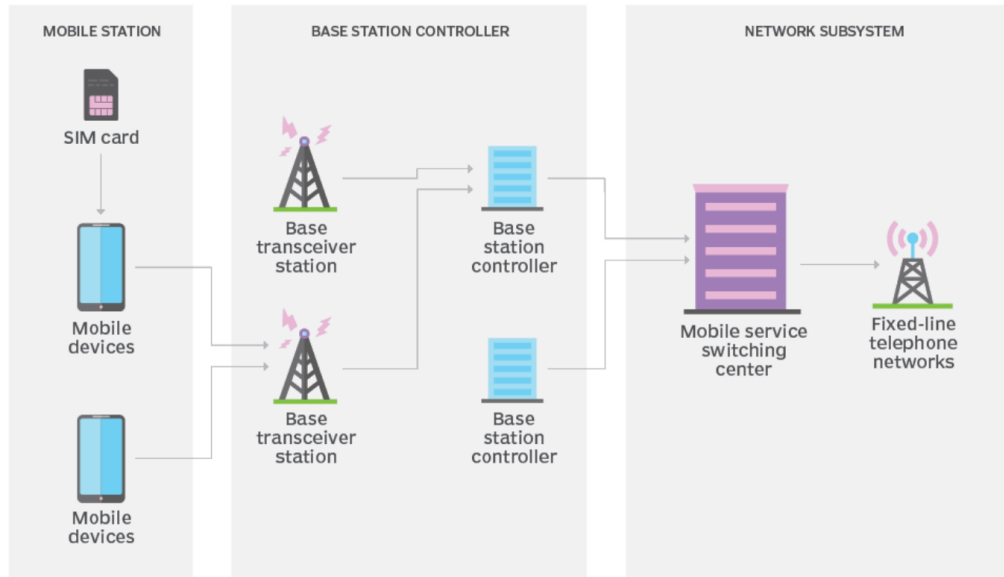 MOBILE STATION
SIM card
Mobile
devices
Mobile
devices
BASE STATION CONTROLLER
Base
transceiver
station
Base
station
controller
Base
transceiver
station
Base
station
controller
NETWORK SUBSYSTEM
Mobile service
switching
center
Fixed-line
telephone
networks